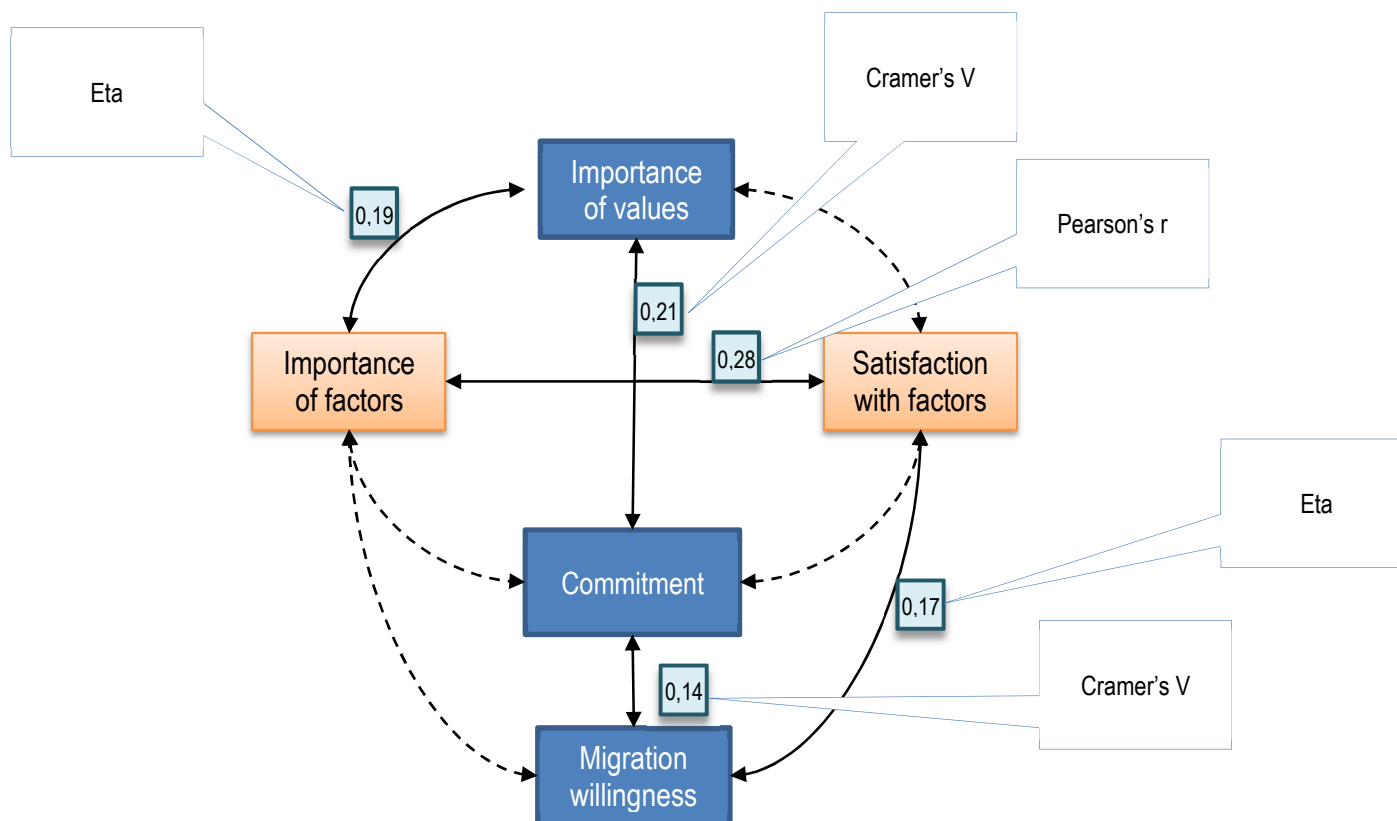 Cramer’s V
Eta
Importance
of values
0,19
Pearson’s r
0,21
Importance
of factors
0,28
Satisfaction
with factors
Eta
Commitment
0,17
0,14
Cramer’s V
Migration
willingness